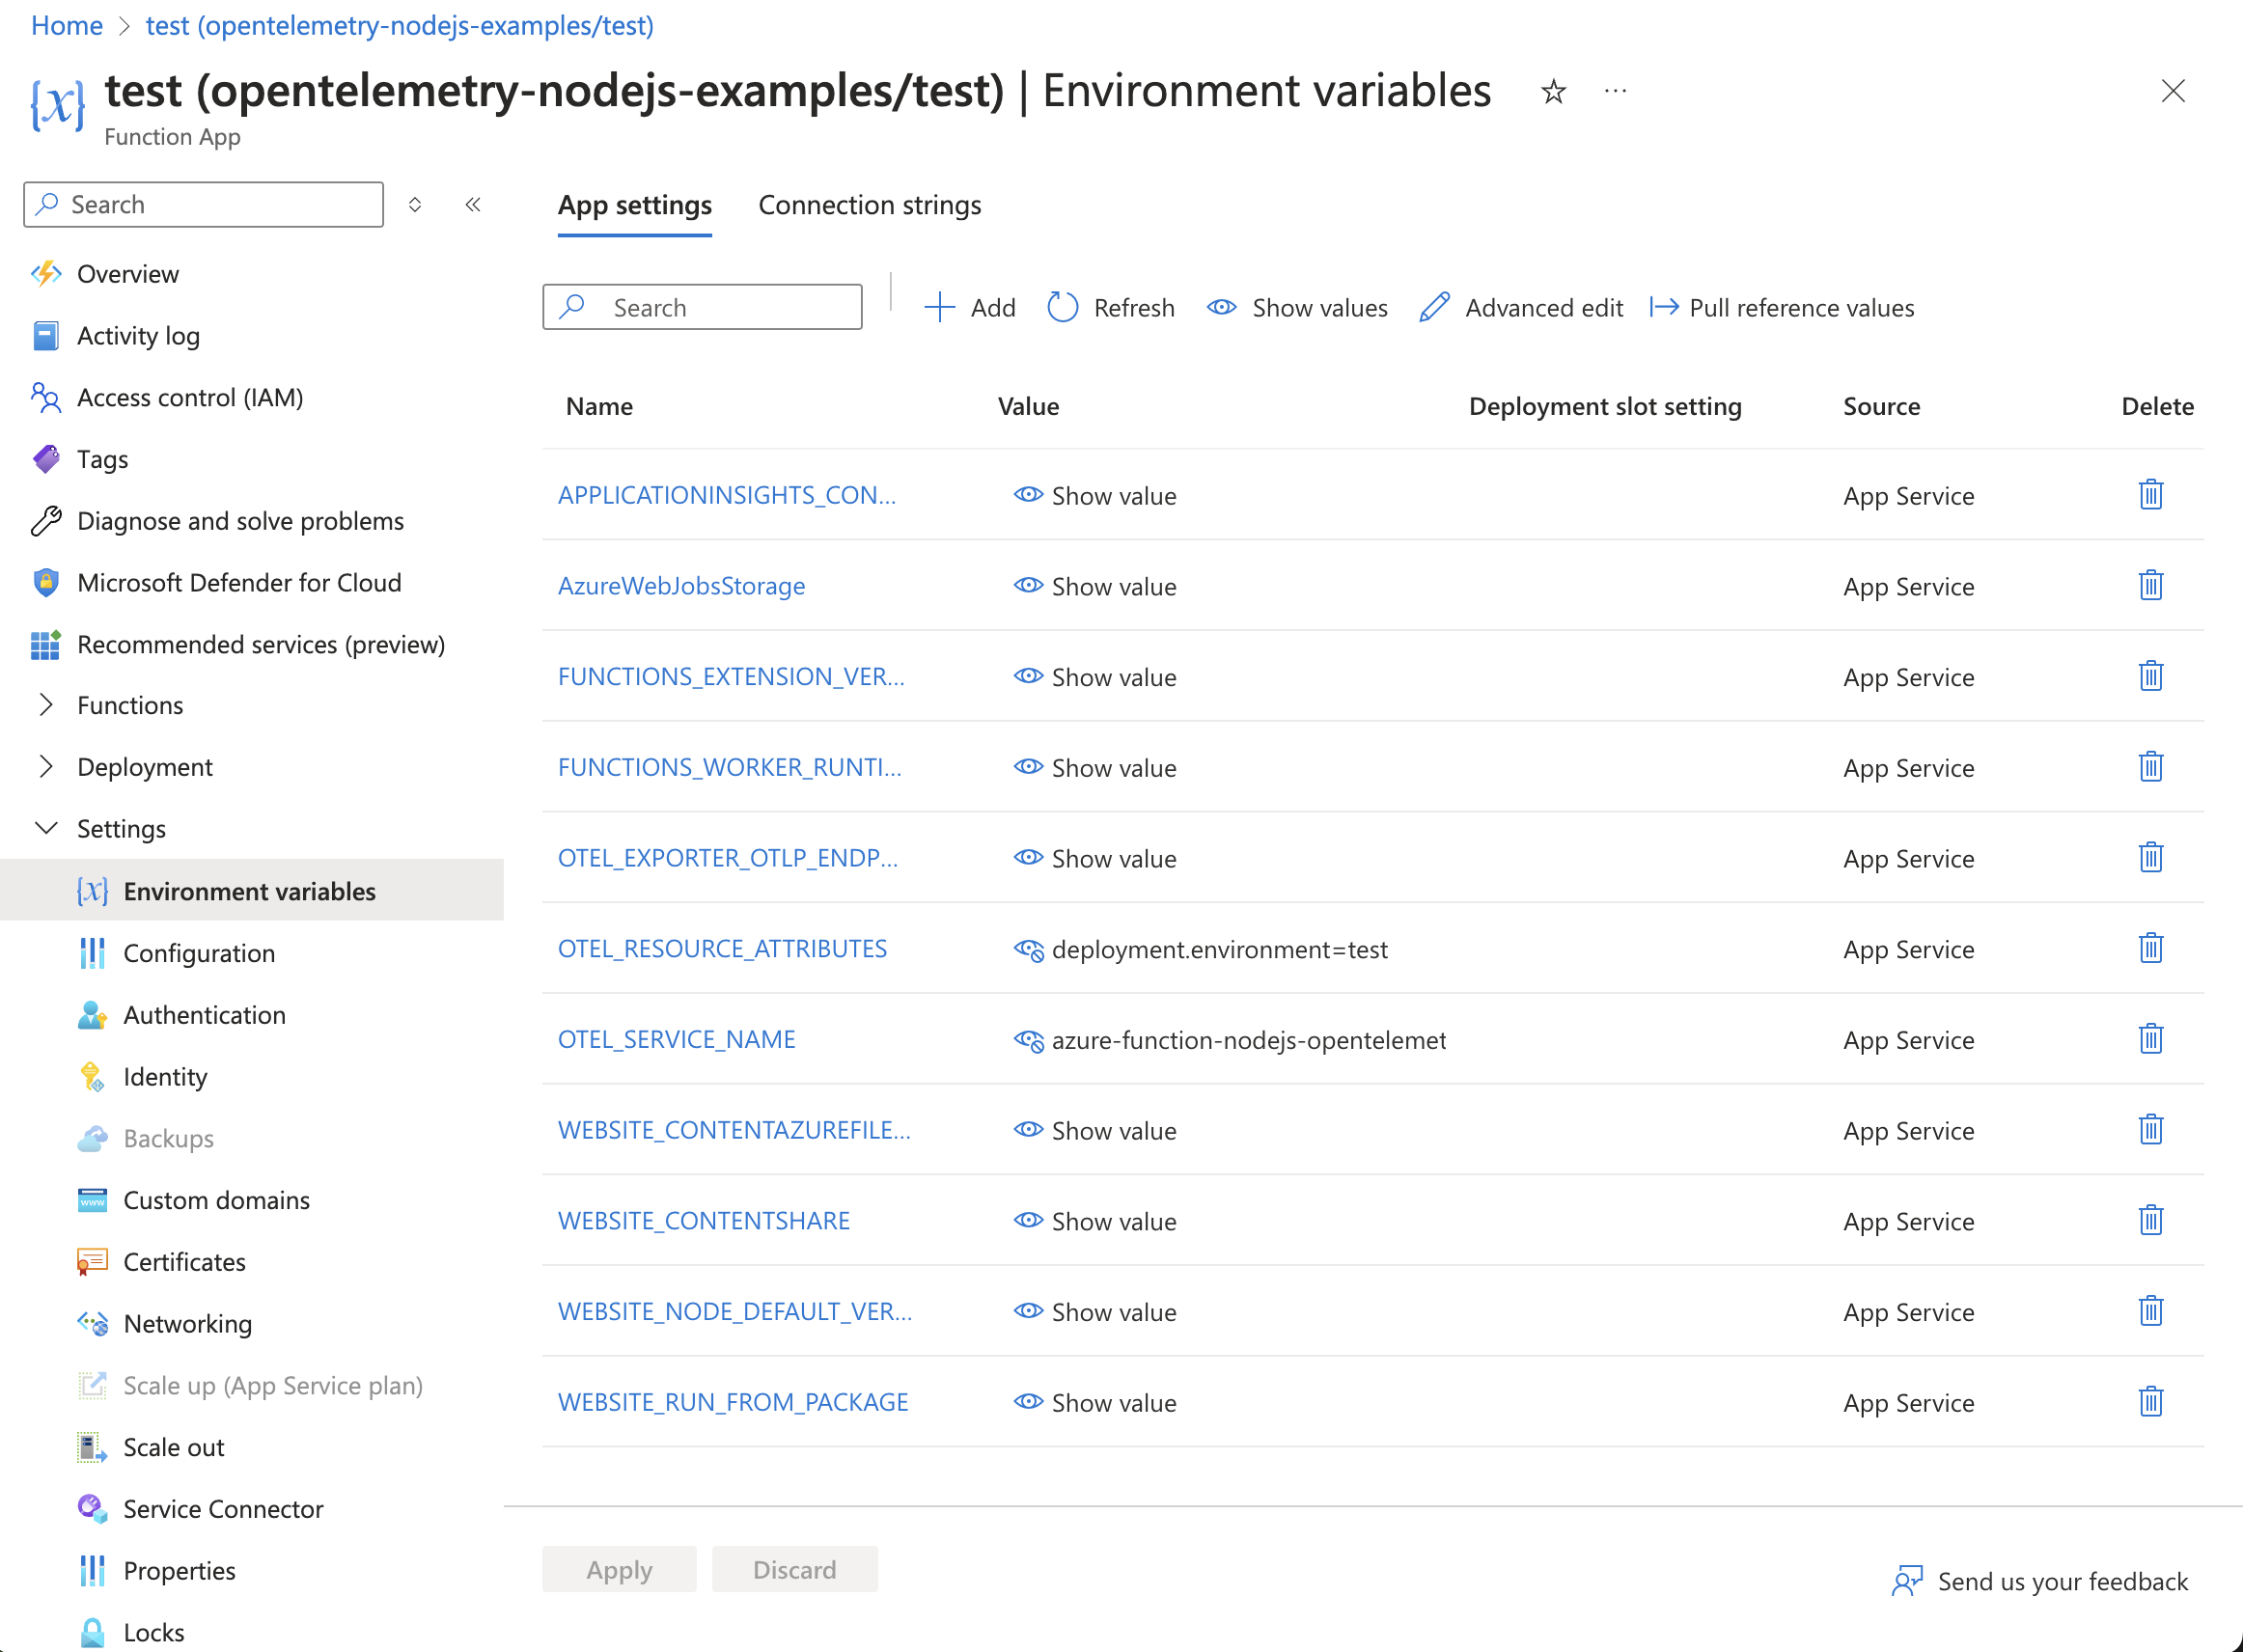 Home > test (opentelemetry-nodejs-examples/test)
test (opentelemetry-nodejs-examples/test) | Environment variables
Function App
Search
Overview
Activity log
Access control (IAM)
Tags
Diagnose and solve problems
Microsoft Defender for Cloud
Recommended services (preview)
Functions
Deployment
Settings
Environment variables
Configuration
Authentication
Identity
Backups
Custom domains
Certificates
Networking
Scale up (App Service plan)
Scale out
Service Connector
Properties
Locks
App settings Connection strings
Search Add Refresh Show values Advanced edit Pull reference values
Name Value Deployment slot setting Source Delete
APPLICATIONINSIGHTS_CON... Show value App Service
AzureWebJobsStorage Show value App Service
FUNCTIONS_EXTENSION_VER... Show value App Service
FUNCTIONS_WORKER_RUNTI... Show value App Service
OTEL_EXPORTER_OTLP_ENDP... Show value App Service
OTEL_RESOURCE_ATTRIBUTES deployment.environment=test App Service
OTEL_SERVICE_NAME azure-function-nodejs-opentelemet App Service
WEBSITE_CONTENTAZUREFILE... Show value App Service
WEBSITE_CONTENTSHARE Show value App Service
WEBSITE_NODE_DEFAULT_VER... Show value App Service
WEBSITE_RUN_FROM_PACKAGE Show value App Service
Apply Discard
Send us your feedback